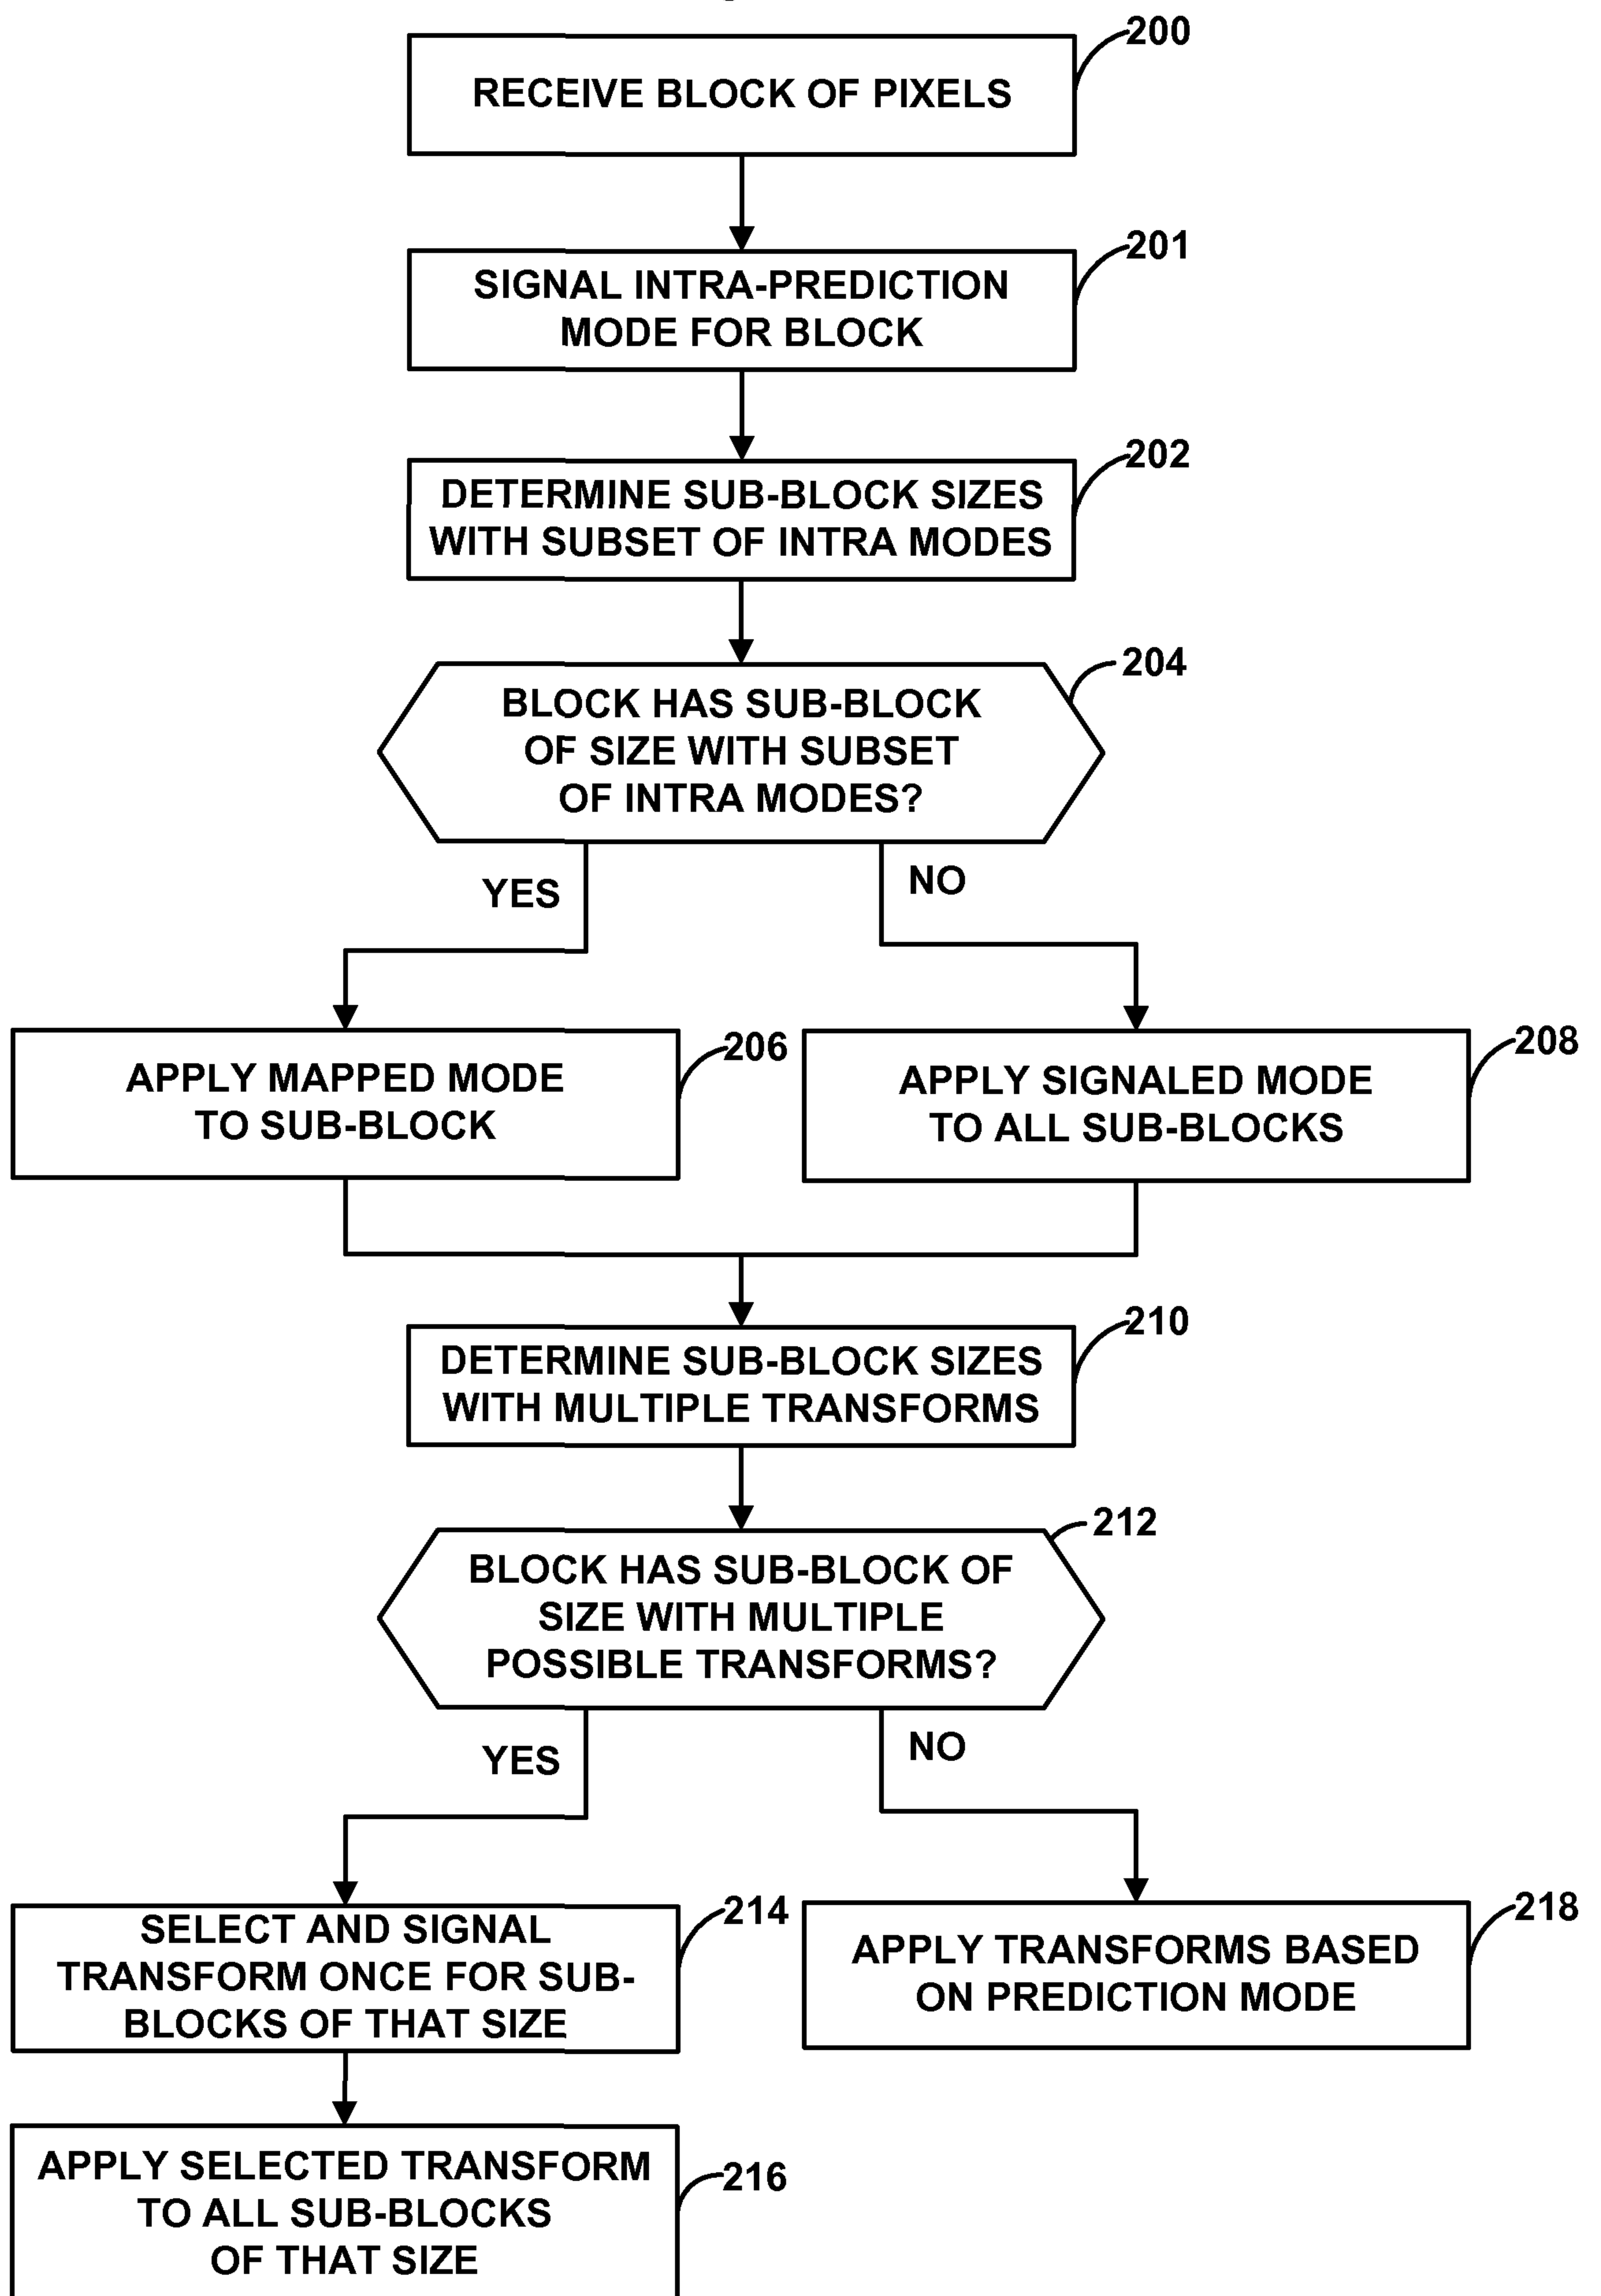 200
RECEIVE BLOCK OF PIXELS
201
SIGNAL INTRA-PREDICTION
MODE FOR BLOCK
202
DETERMINE SUB-BLOCK SIZES
WITH SUBSET OF INTRA MODES
204
BLOCK HAS SUB-BLOCK
OF SIZE WITH SUBSET
OF INTRA MODES?
YES
NO
206
APPLY MAPPED MODE
TO SUB-BLOCK
208
APPLY SIGNALED MODE
TO ALL SUB-BLOCKS
210
DETERMINE SUB-BLOCK SIZES
WITH MULTIPLE TRANSFORMS
212
BLOCK HAS SUB-BLOCK OF
SIZE WITH MULTIPLE
POSSIBLE TRANSFORMS?
YES
NO
214
SELECT AND SIGNAL
TRANSFORM ONCE FOR SUB-
BLOCKS OF THAT SIZE
218
APPLY TRANSFORMS BASED
ON PREDICTION MODE
216
APPLY SELECTED TRANSFORM
TO ALL SUB-BLOCKS
OF THAT SIZE